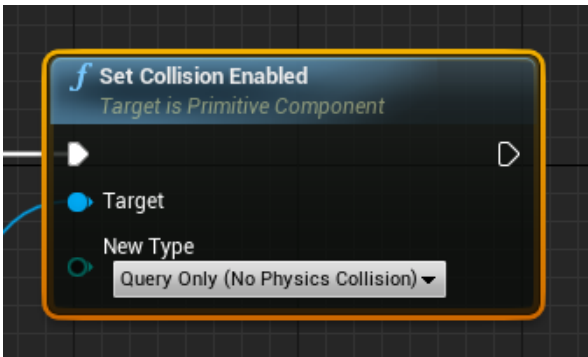 f Set Collision Enabled
Target is Primitive Component
Target
New Type
Query Only (No Physics Collision)